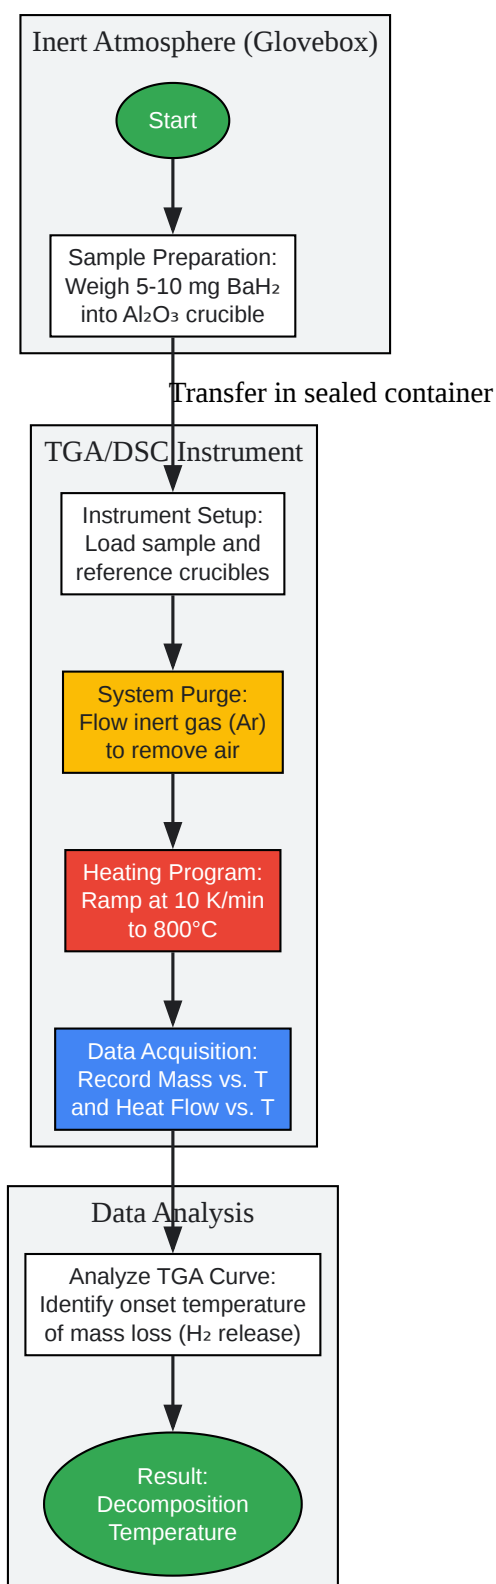 Inert Atmosphere (Glovebox)
Start
Sample Preparation:
Weigh 5-10 mg BaH₂
into Al₂O₃ crucible
Transfer in sealed container
TGA/DSC Instrument
Instrument Setup:
Load sample and
reference crucibles
System Purge:
Flow inert gas (Ar)
to remove air
Heating Program:
Ramp at 10 K/min
to 800°C
Data Acquisition:
Record Mass vs. T
and Heat Flow vs. T
Data Analysis
Analyze TGA Curve:
Identify onset temperature
of mass loss (H₂ release)
Result:
Decomposition
Temperature